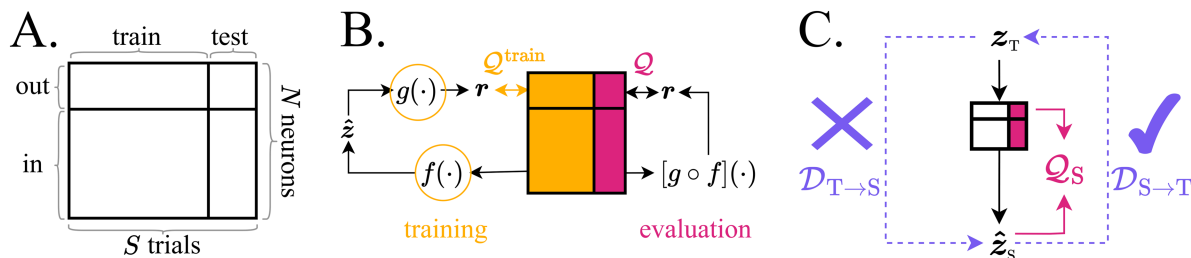 A.
train test
out
in
N neurons
S trials
B.
𝒬^train
𝒬
g(·)
r
r
ẑ
f(·)
[g ∘ f](·)
training
evaluation
C.
z_T
𝒟_T→S
𝒬_S
𝒟_S→T
ẑ_S